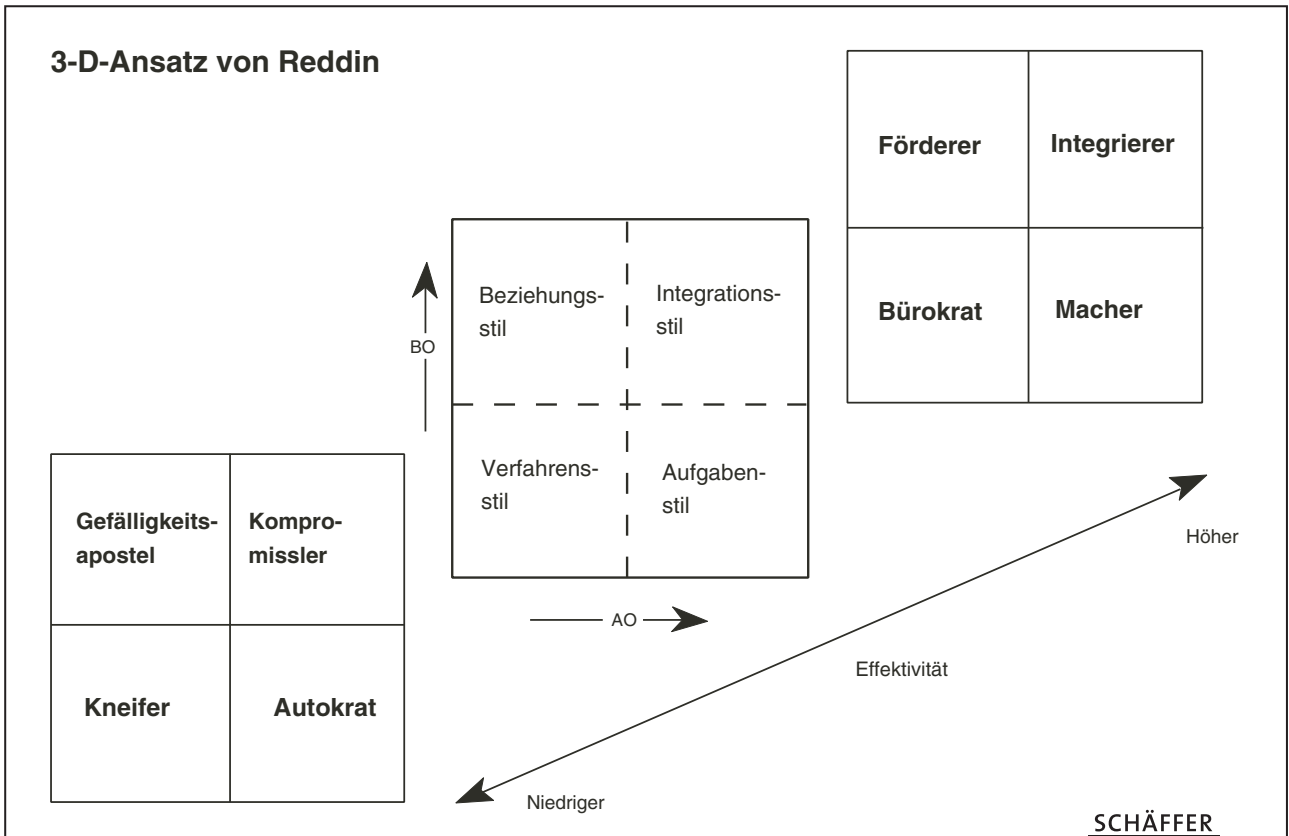 3-D-Ansatz von Reddin
Förderer
Integrierer
Bürokrat
Macher
Beziehungs-
stil
Integrations-
stil
BO
Verfahrens-
stil
Aufgaben-
stil
AO
Gefälligkeits-
apostel
Kompro-
missler
Kneifer
Autokrat
Höher
Effektivität
Niedriger
SCHÄFFER